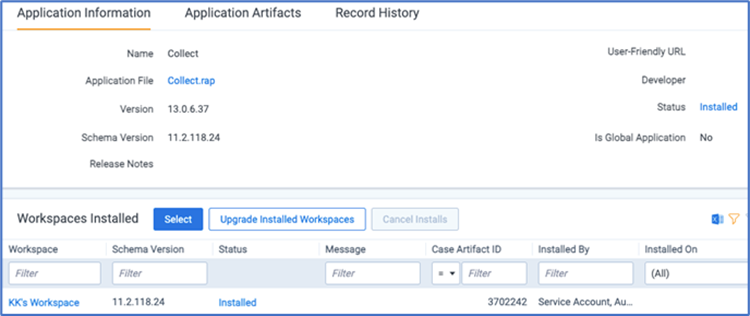 Application Information Application Artifacts Record History
Name Collect User-Friendly URL
Application File Collect.rap Developer
Version 13.0.6.37 Status Installed
Schema Version 11.2.118.24 Is Global Application No
Release Notes
Workspaces Installed Select Upgrade Installed Workspaces Cancel Installs
Workspace Schema Version Status Message Case Artifact ID Installed By Installed On
Filter Filter Filter = Filter Filter (All)
KK's Workspace 11.2.118.24 Installed 3702242 Service Account, Au...